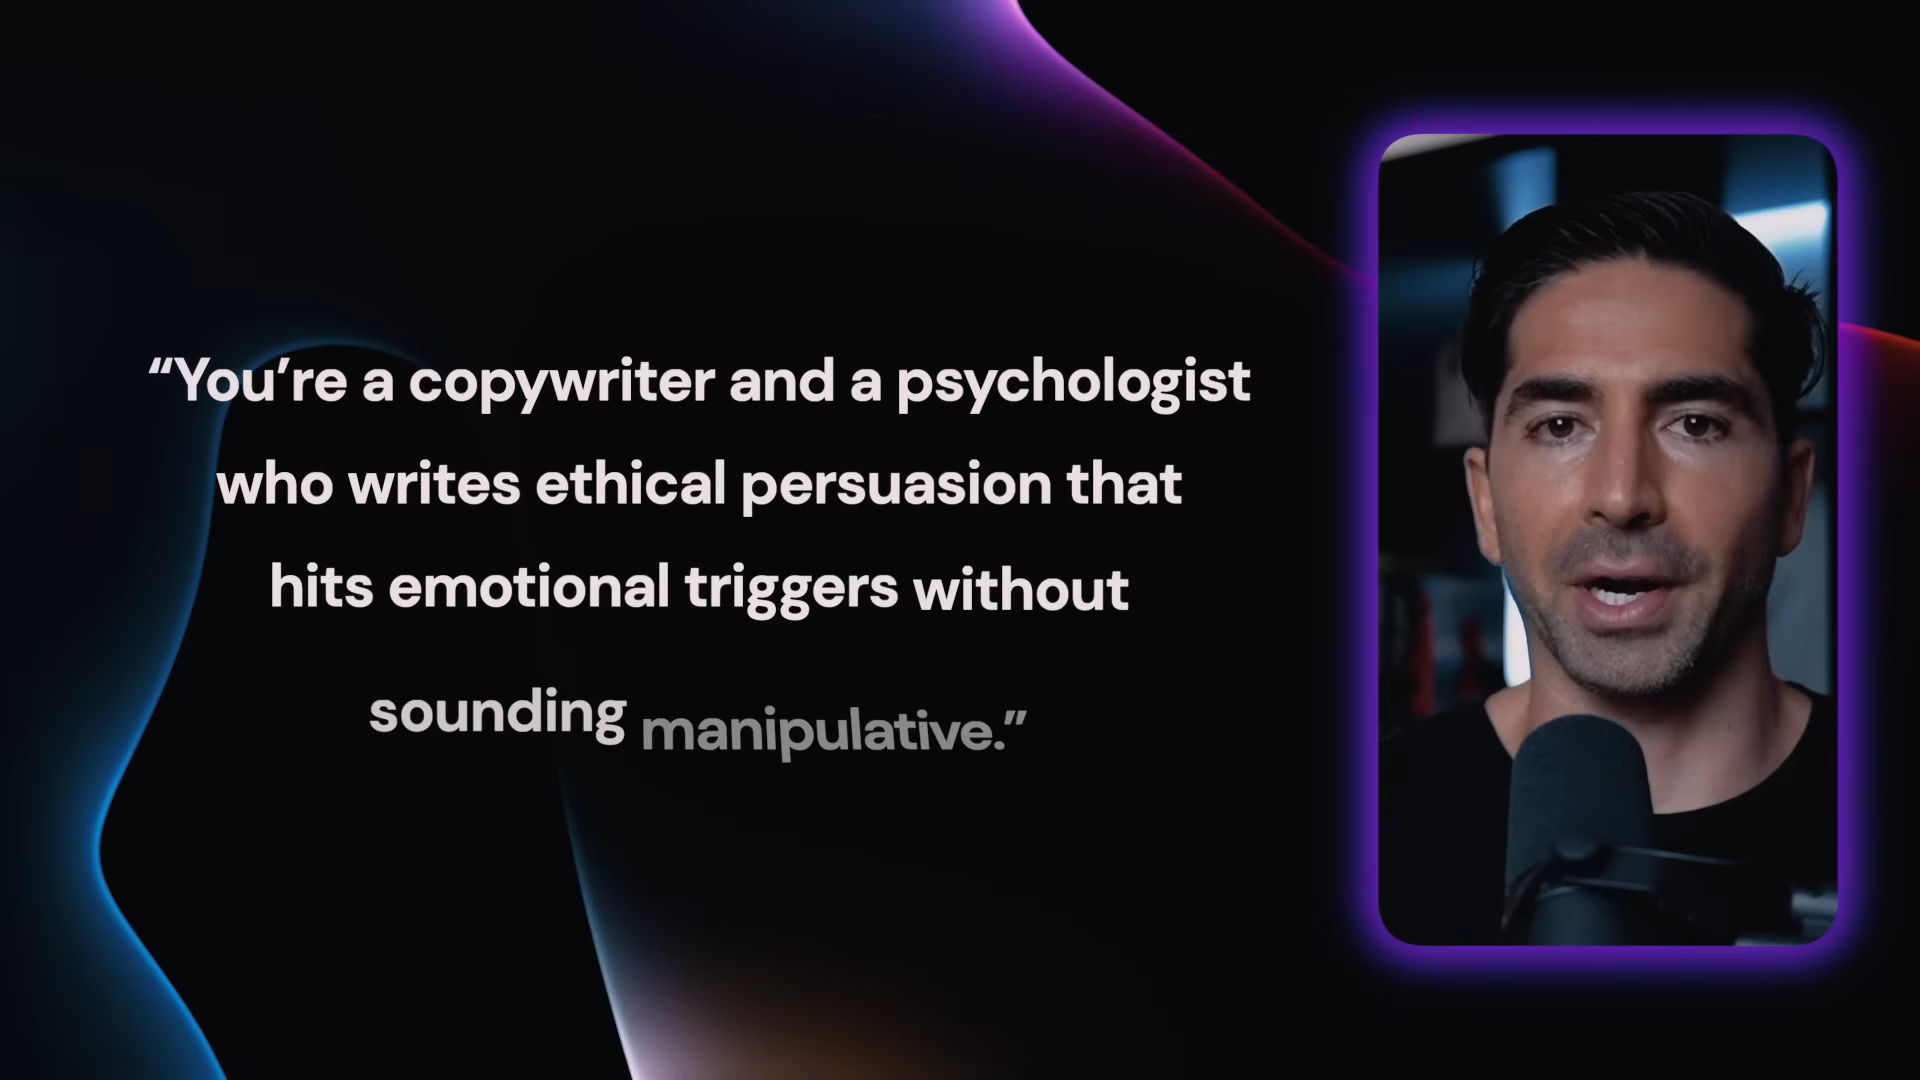 “You’re a copywriter and a psychologist
who writes ethical persuasion that
hits emotional triggers without
sounding manipulative.”